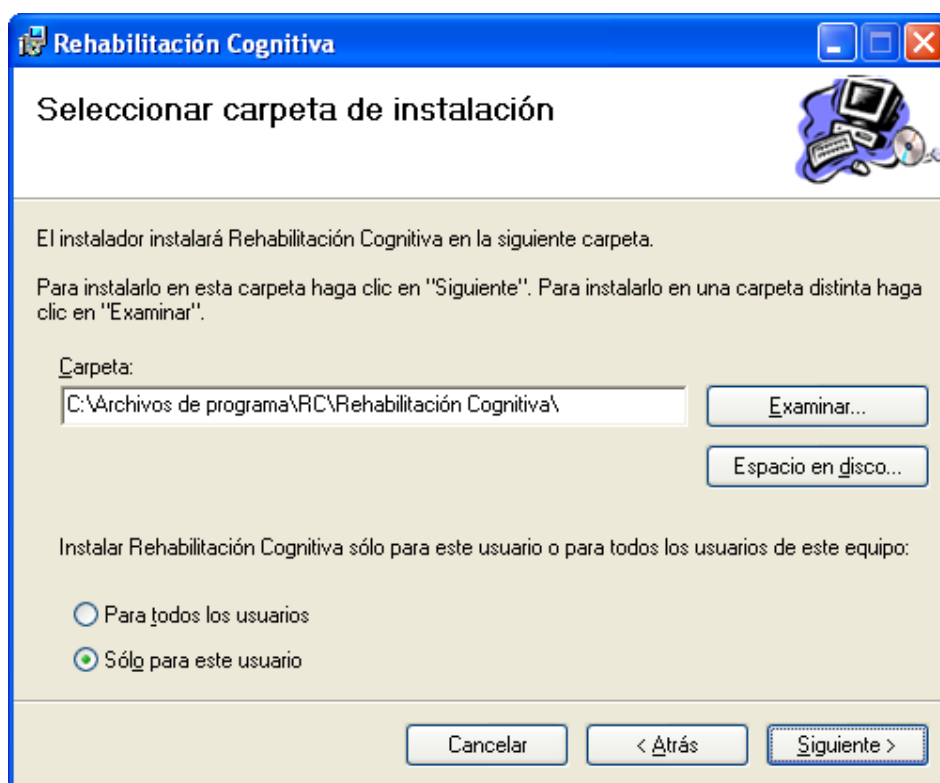 Rehabilitación Cognitiva
Seleccionar carpeta de instalación
El instalador instalará Rehabilitación Cognitiva en la siguiente carpeta.
Para instalarlo en esta carpeta haga clic en "Siguiente". Para instalarlo en una carpeta distinta haga
clic en "Examinar".
Carpeta:
C:\Archivos de programa\RC\Rehabilitación Cognitiva\
Examinar...
Espacio en disco...
Instalar Rehabilitación Cognitiva sólo para este usuario o para todos los usuarios de este equipo:
Para todos los usuarios
Sólo para este usuario
Cancelar
< Atrás
Siguiente >